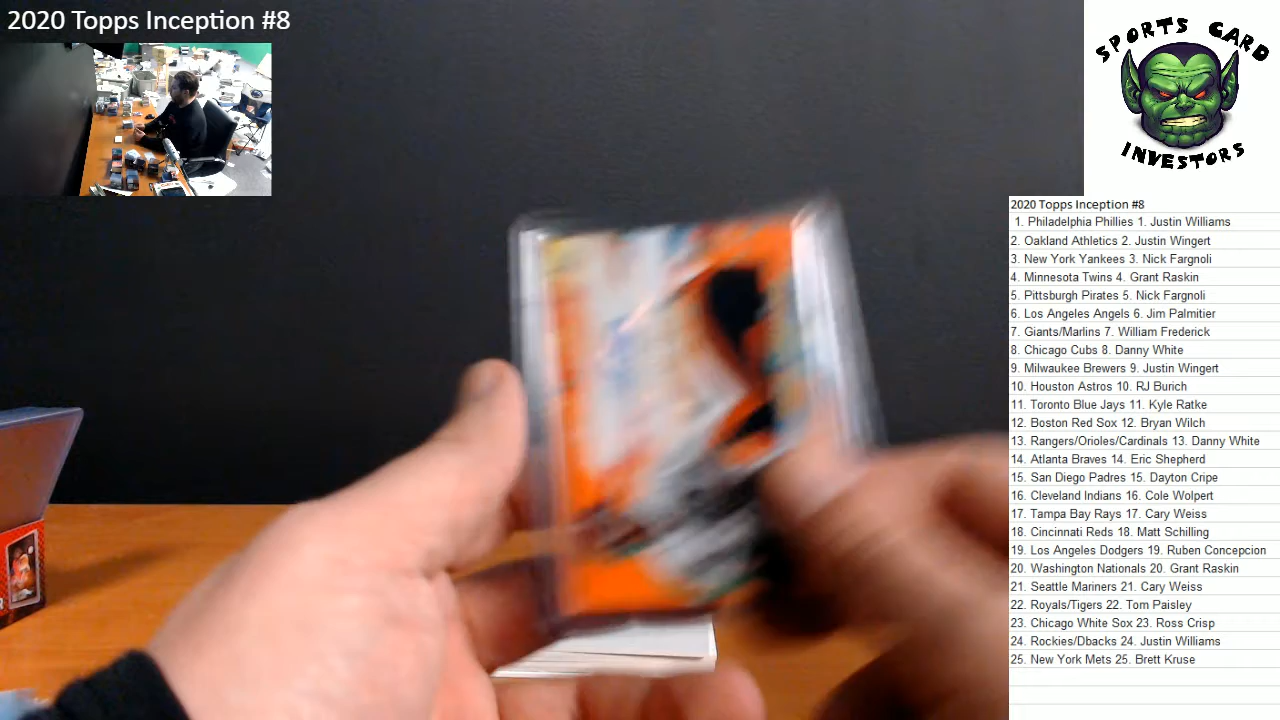 2020 Topps Inception #8
SPORTS CARD
INVESTORS
2020 Topps Inception #8
1. Philadelphia Phillies 1. Justin Williams
2. Oakland Athletics 2. Justin Wingert
3. New York Yankees 3. Nick Fargnoli
4. Minnesota Twins 4. Grant Raskin
5. Pittsburgh Pirates 5. Nick Fargnoli
6. Los Angeles Angels 6. Jim Palmitier
7. Giants/Marlins 7. William Frederick
8. Chicago Cubs 8. Danny White
9. Milwaukee Brewers 9. Justin Wingert
10. Houston Astros 10. RJ Burich
11. Toronto Blue Jays 11. Kyle Ratke
12. Boston Red Sox 12. Bryan Wilch
13. Rangers/Orioles/Cardinals 13. Danny White
14. Atlanta Braves 14. Eric Shepherd
15. San Diego Padres 15. Dayton Cripe
16. Cleveland Indians 16. Cole Wolpert
17. Tampa Bay Rays 17. Cary Weiss
18. Cincinnati Reds 18. Matt Schilling
19. Los Angeles Dodgers 19. Ruben Concepcion
20. Washington Nationals 20. Grant Raskin
21. Seattle Mariners 21. Cary Weiss
22. Royals/Tigers 22. Tom Paisley
23. Chicago White Sox 23. Ross Crisp
24. Rockies/Dbacks 24. Justin Williams
25. New York Mets 25. Brett Kruse